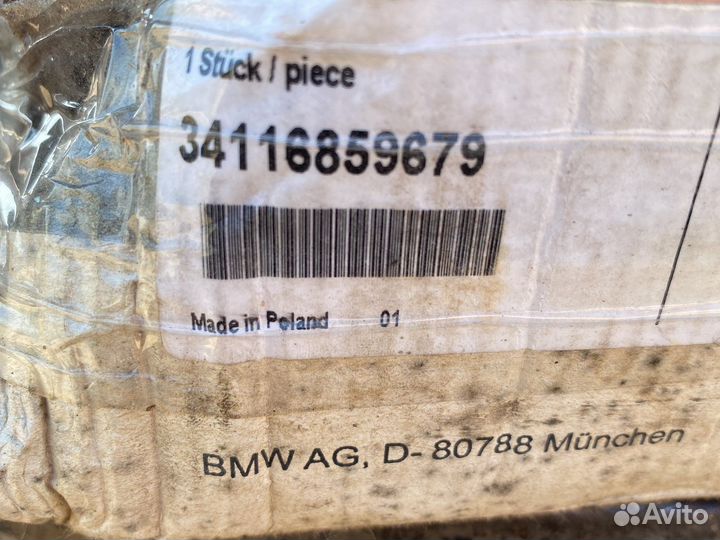 1 Stück / piece
34116859679
Made in Poland 01
BMW AG, D- 80788 München
Avito